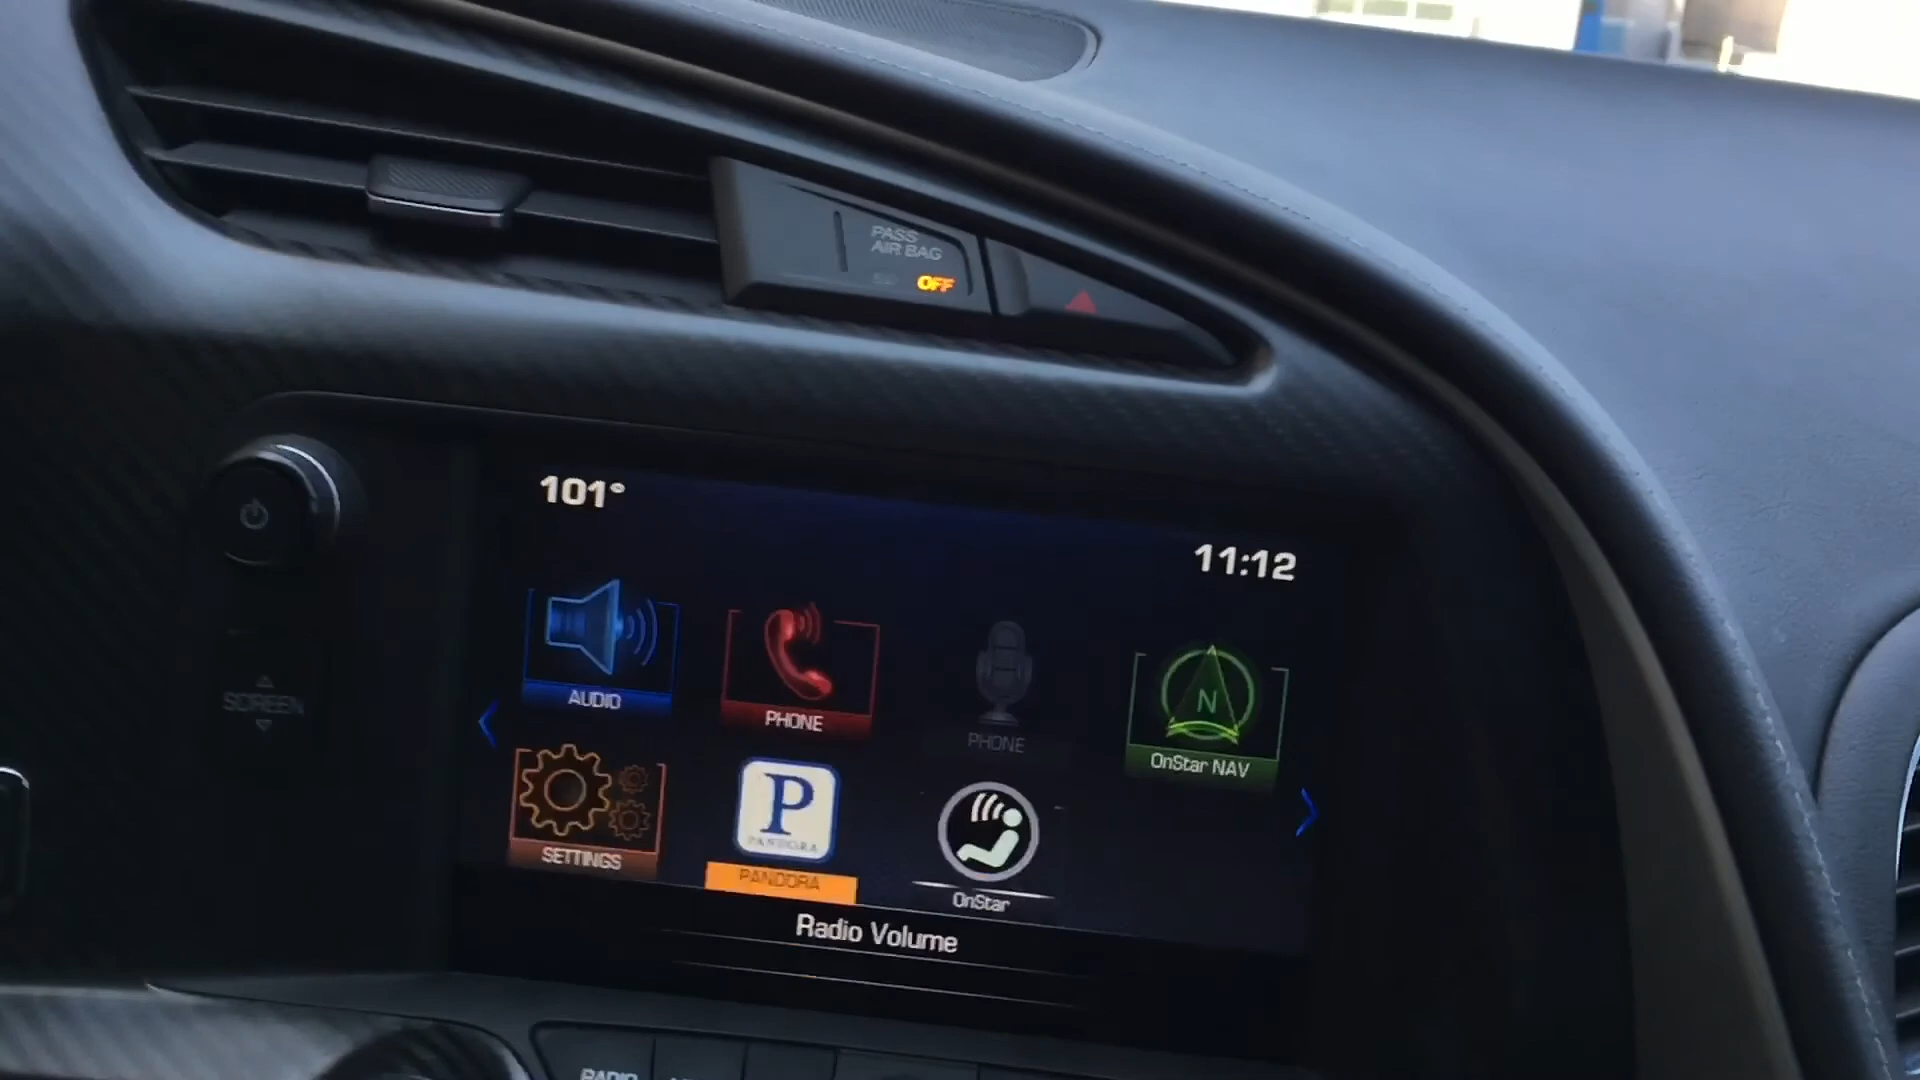 PASS
AIR BAG
OFF
101°
11:12
AUDIO
PHONE
PHONE
OnStar NAV
SCREEN
SETTINGS
P
PANDORA
PANDORA
OnStar
Radio Volume
RADIO
N